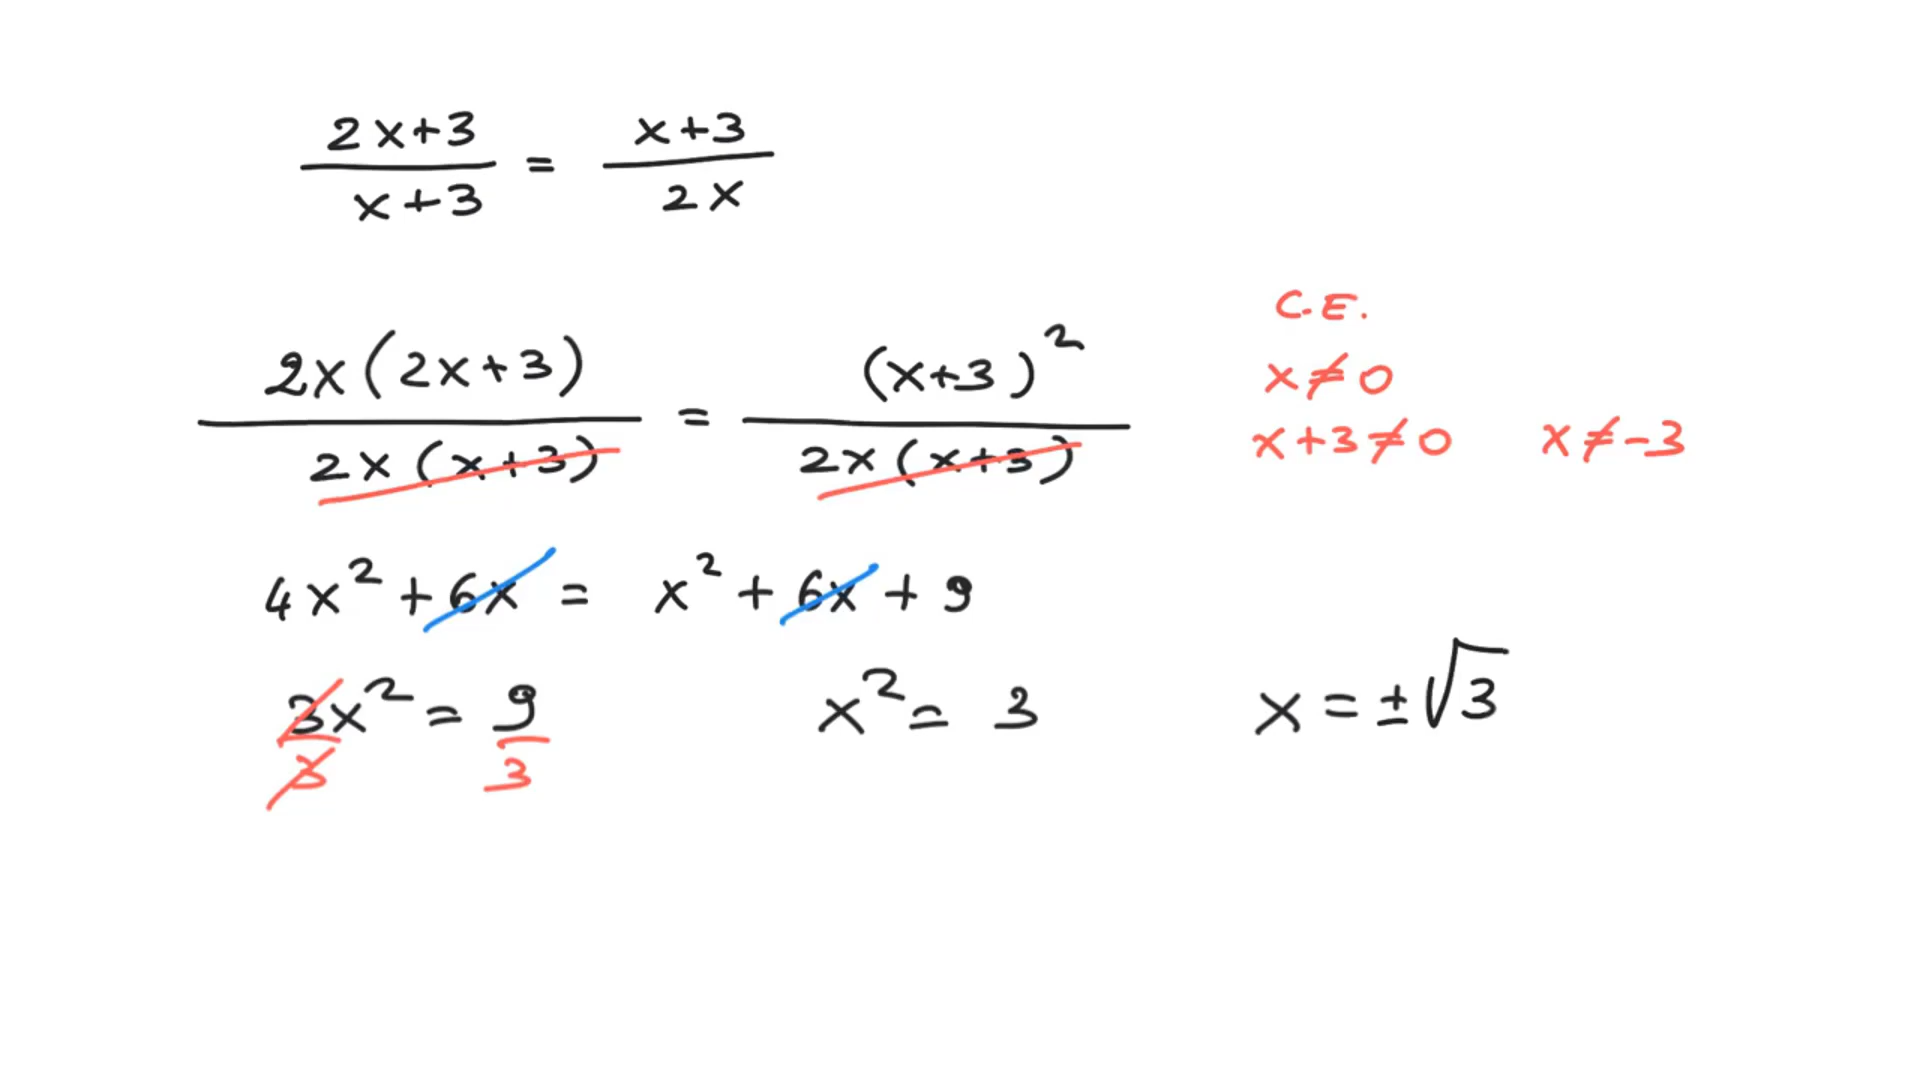 2x+3 / x+3 = x+3 / 2x
2x(2x+3) / 2x(x+3) = (x+3)² / 2x(x+3)
C.E.
x≠0
x+3≠0 x≠-3
4x² + 6x = x² + 6x + 9
3x² / 3 = 9 / 3 x² = 3 x = ±√3